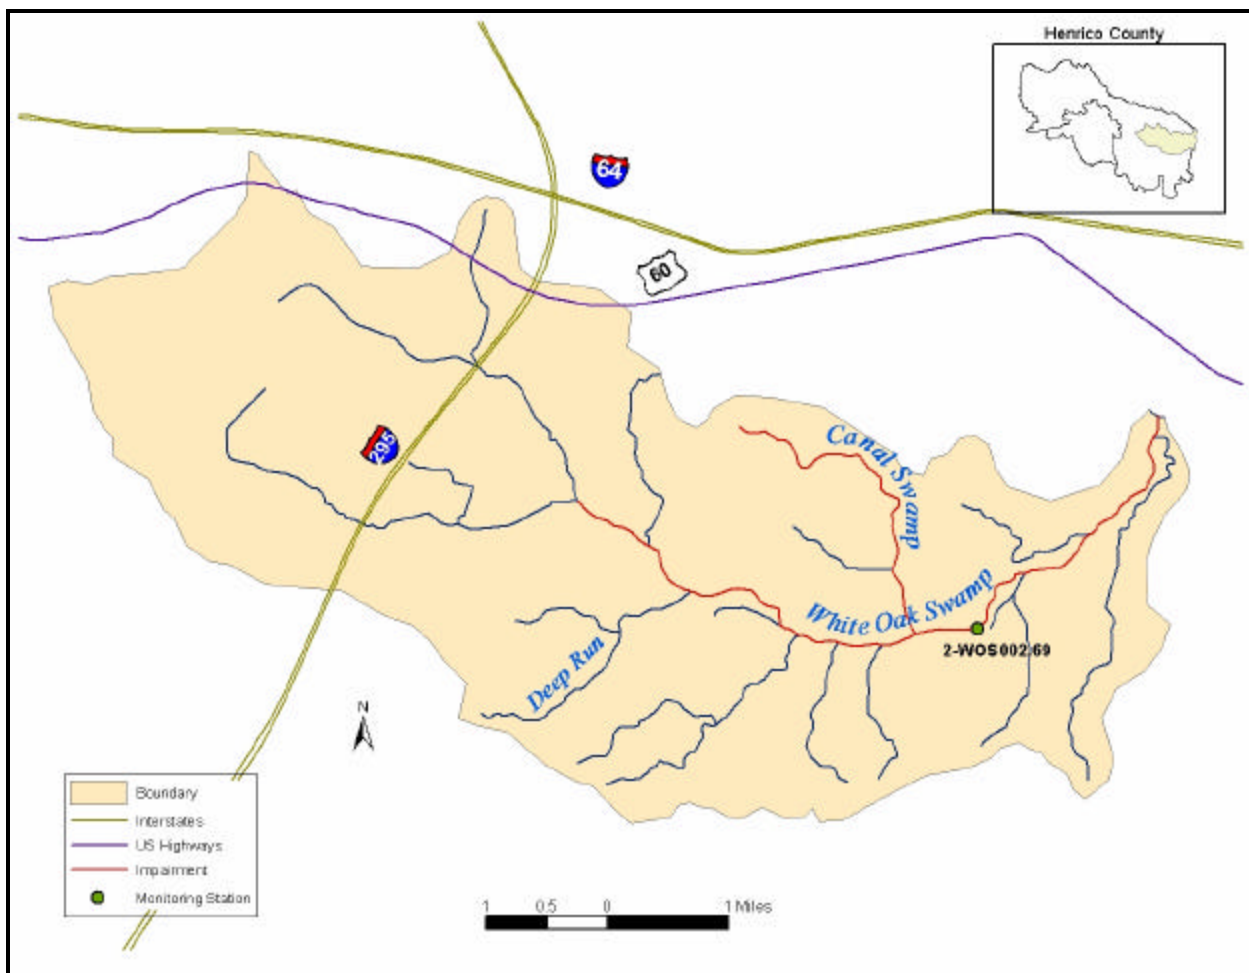 Henrico County
64
60
295
Canal Swamp
White Oak Swamp
2-WOS002.69
Deep Run
N
Boundary
Interstates
US Highways
Impairment
Monitoring Station
1 0.5 0 1 Miles